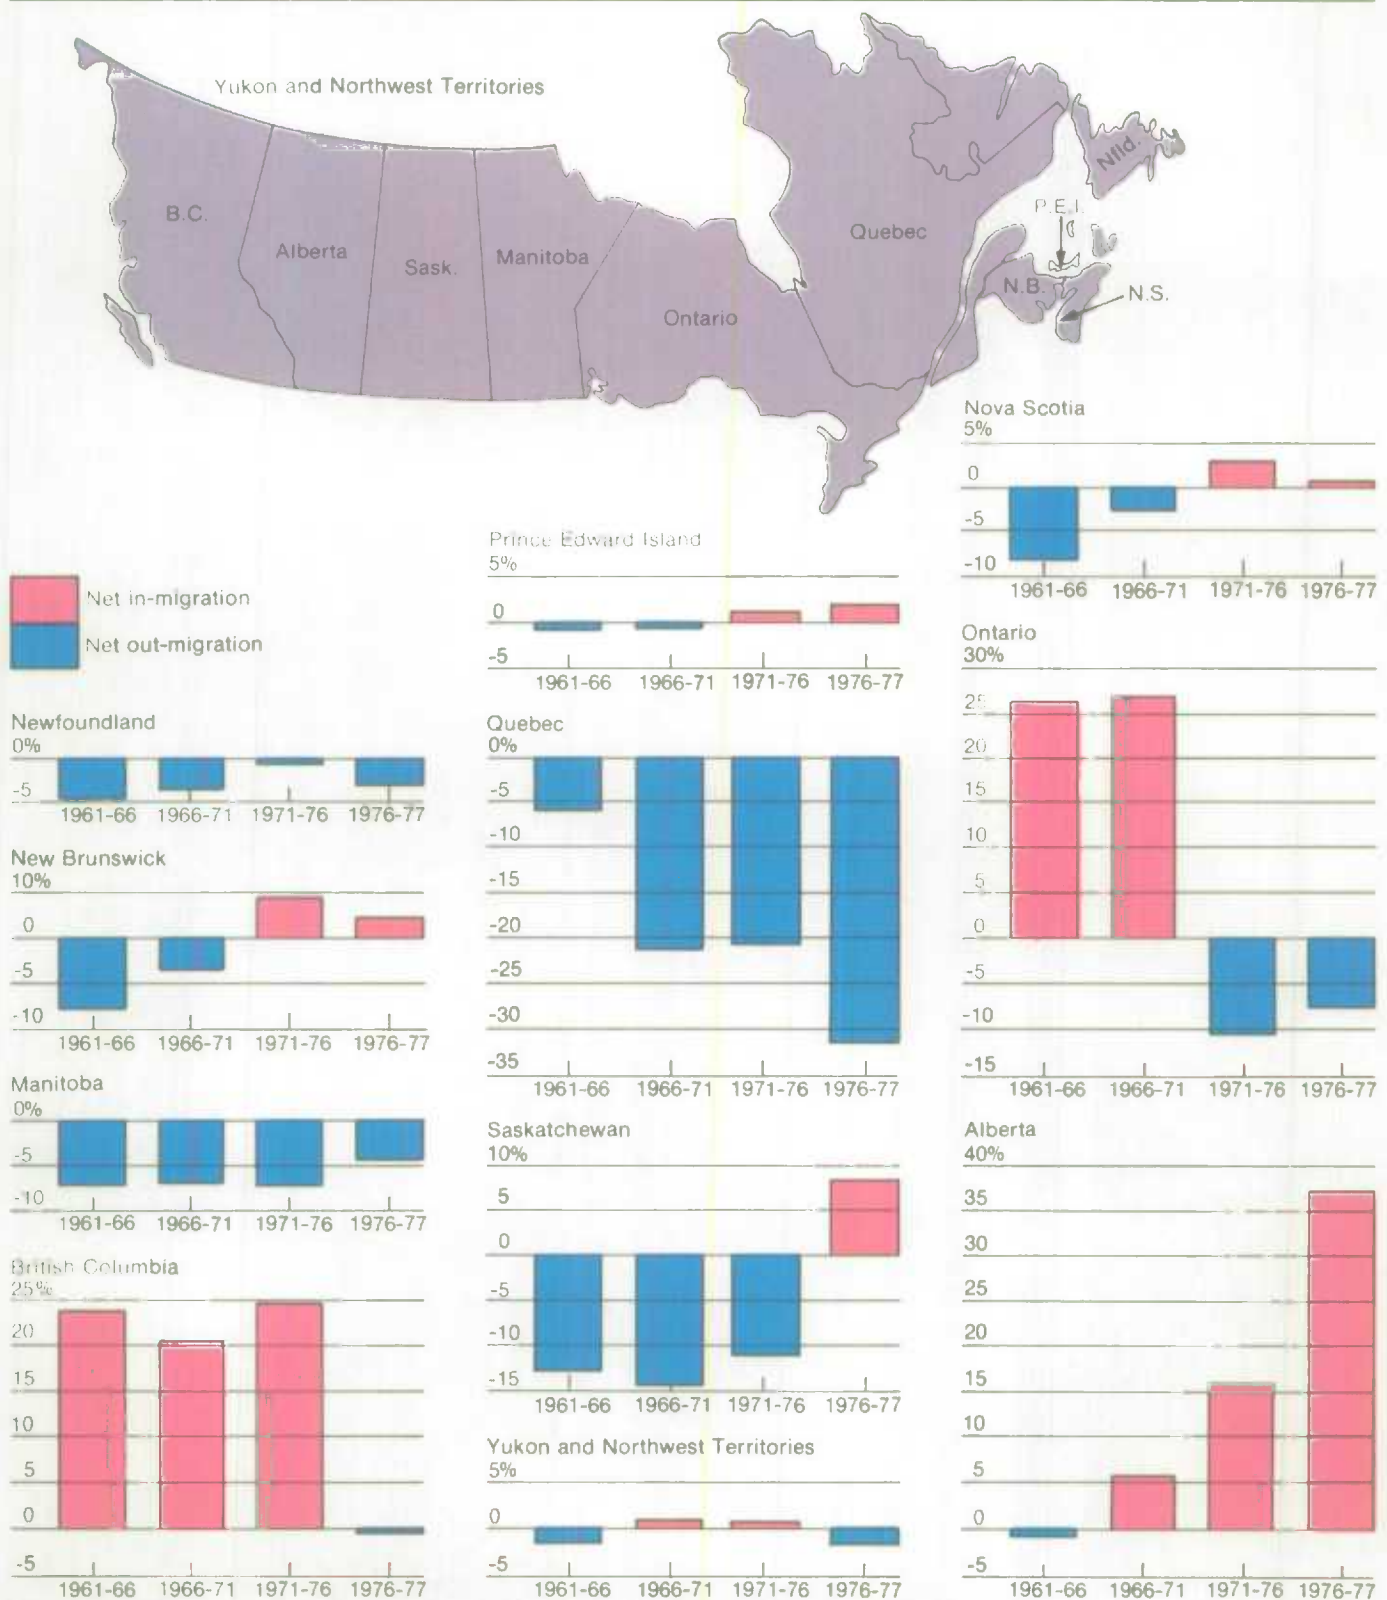 Yukon and Northwest Territories
B.C.
Alberta
Sask.
Manitoba
Ontario
Quebec
Nfld.
P.E.I.
N.B.
N.S.
Net in-migration
Net out-migration
Nova Scotia
5%
0
-5
-10
1961-66 1966-71 1971-76 1976-77
Prince Edward Island
5%
0
-5
1961-66 1966-71 1971-76 1976-77
Ontario
30%
25
20
15
10
5
0
-5
-10
-15
1961-66 1966-71 1971-76 1976-77
Newfoundland
0%
-5
1961-66 1966-71 1971-76 1976-77
Quebec
0%
-5
-10
-15
-20
-25
-30
-35
1961-66 1966-71 1971-76 1976-77
New Brunswick
10%
0
-5
-10
1961-66 1966-71 1971-76 1976-77
Manitoba
0%
-5
-10
1961-66 1966-71 1971-76 1976-77
Saskatchewan
10%
5
0
-5
-10
-15
1961-66 1966-71 1971-76 1976-77
Alberta
40%
35
30
25
20
15
10
5
0
-5
1961-66 1966-71 1971-76 1976-77
British Columbia
25%
20
15
10
5
0
-5
1961-66 1966-71 1971-76 1976-77
Yukon and Northwest Territories
5%
0
-5
1961-66 1966-71 1971-76 1976-77